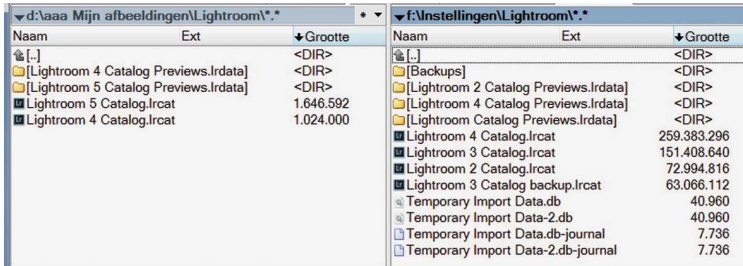 d:\aaa Mijn afbeeldingen\Lightroom\*.*
Naam Ext Grootte
[..] <DIR>
[Lightroom 4 Catalog Previews.lrdata] <DIR>
[Lightroom 5 Catalog Previews.lrdata] <DIR>
Lightroom 5 Catalog.lrcat 1.646.592
Lightroom 4 Catalog.lrcat 1.024.000
f:\Instellingen\Lightroom\*.*
Naam Ext Grootte
[..] <DIR>
[Backups] <DIR>
[Lightroom 2 Catalog Previews.lrdata] <DIR>
[Lightroom 4 Catalog Previews.lrdata] <DIR>
[Lightroom Catalog Previews.lrdata] <DIR>
Lightroom 4 Catalog.lrcat 259.383.296
Lightroom 3 Catalog.lrcat 151.408.640
Lightroom 2 Catalog.lrcat 72.994.816
Lightroom 3 Catalog backup.lrcat 63.066.112
Temporary Import Data.db 40.960
Temporary Import Data-2.db 40.960
Temporary Import Data.db-journal 7.736
Temporary Import Data-2.db-journal 7.736